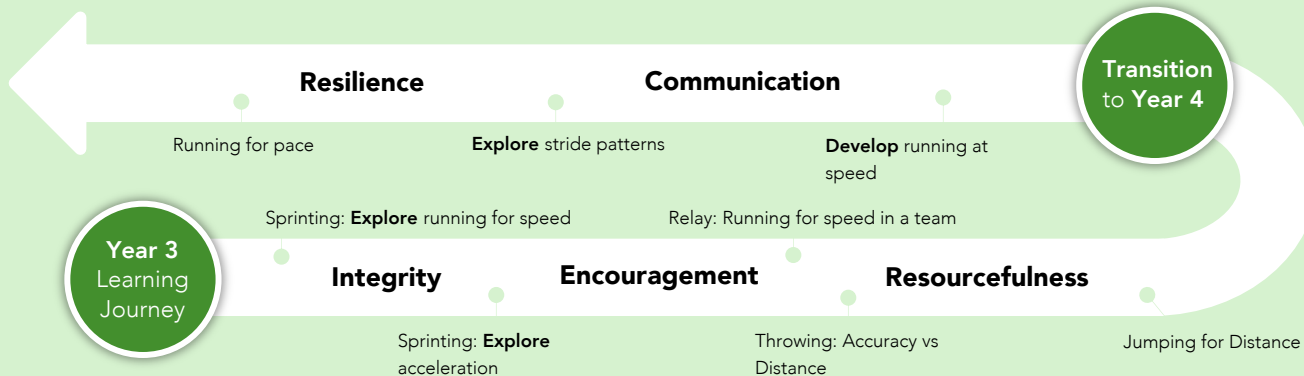 Resilience
Communication
Transition
to Year 4
Running for pace
Explore stride patterns
Develop running at
speed
Sprinting: Explore running for speed
Relay: Running for speed in a team
Year 3
Learning
Journey
Integrity
Encouragement
Resourcefulness
Sprinting: Explore
acceleration
Throwing: Accuracy vs
Distance
Jumping for Distance